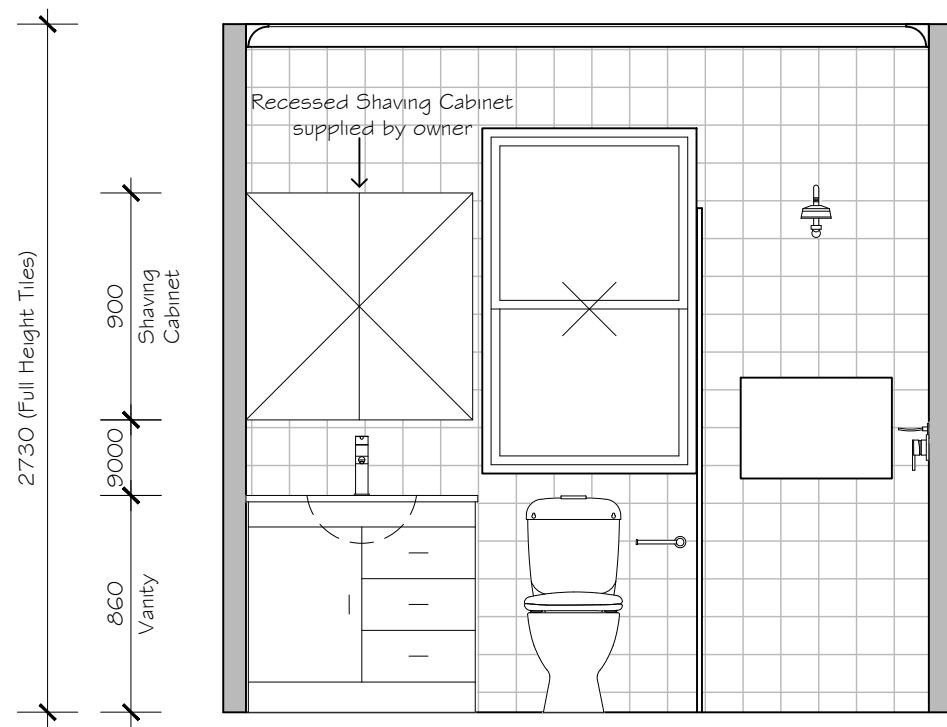 Recessed Shaving Cabinet
supplied by owner
2730 (Full Height Tiles)
900
Shaving
Cabinet
9000
860
Vanity